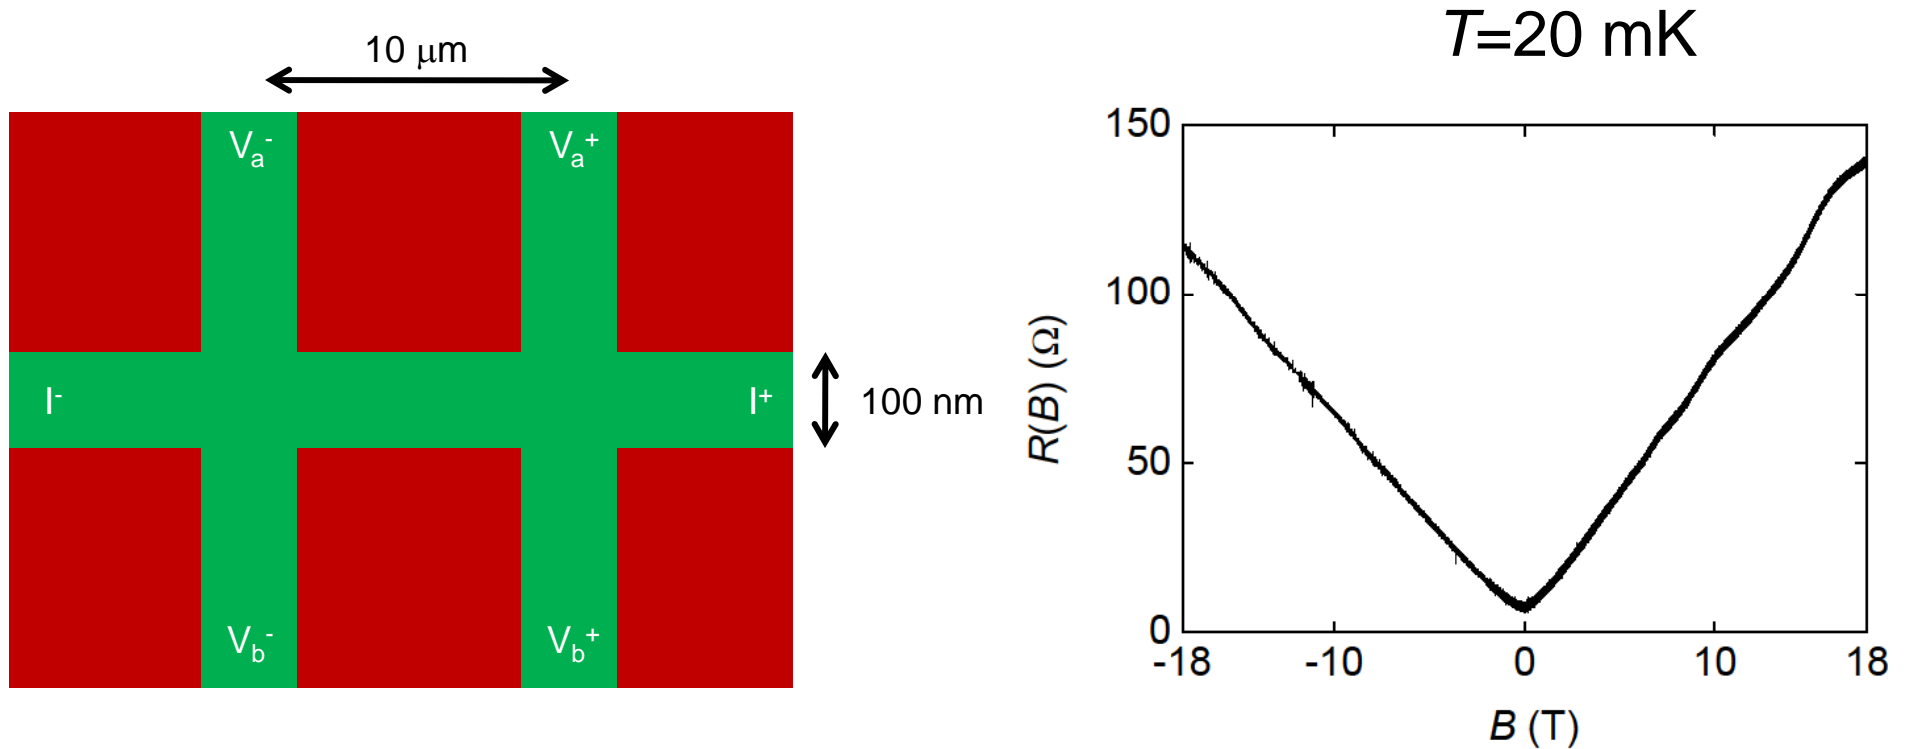 10 μm
T=20 mK
Va-
Va+
I-
I+
100 nm
Vb-
Vb+
150
100
50
0
R(B) (Ω)
-18
-10
0
10
18
B (T)